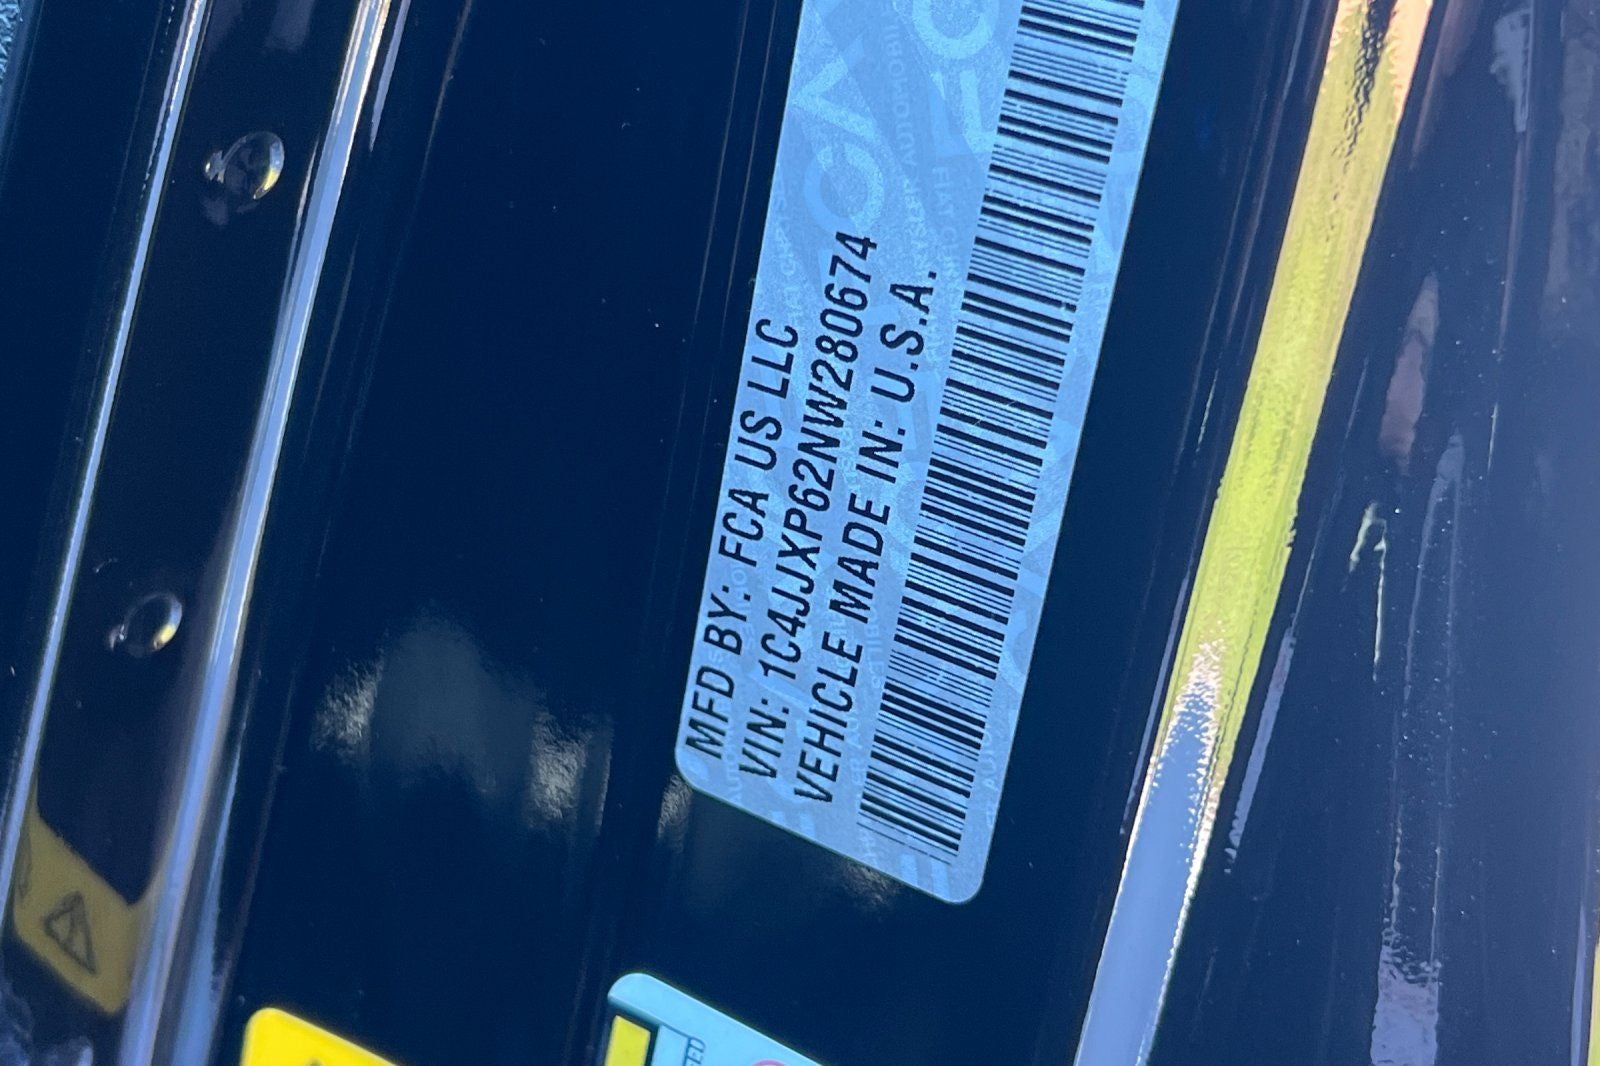 MFD BY: FCA US LLC
VIN: 1C4JJXP62NW280674
VEHICLE MADE IN: U.S.A.